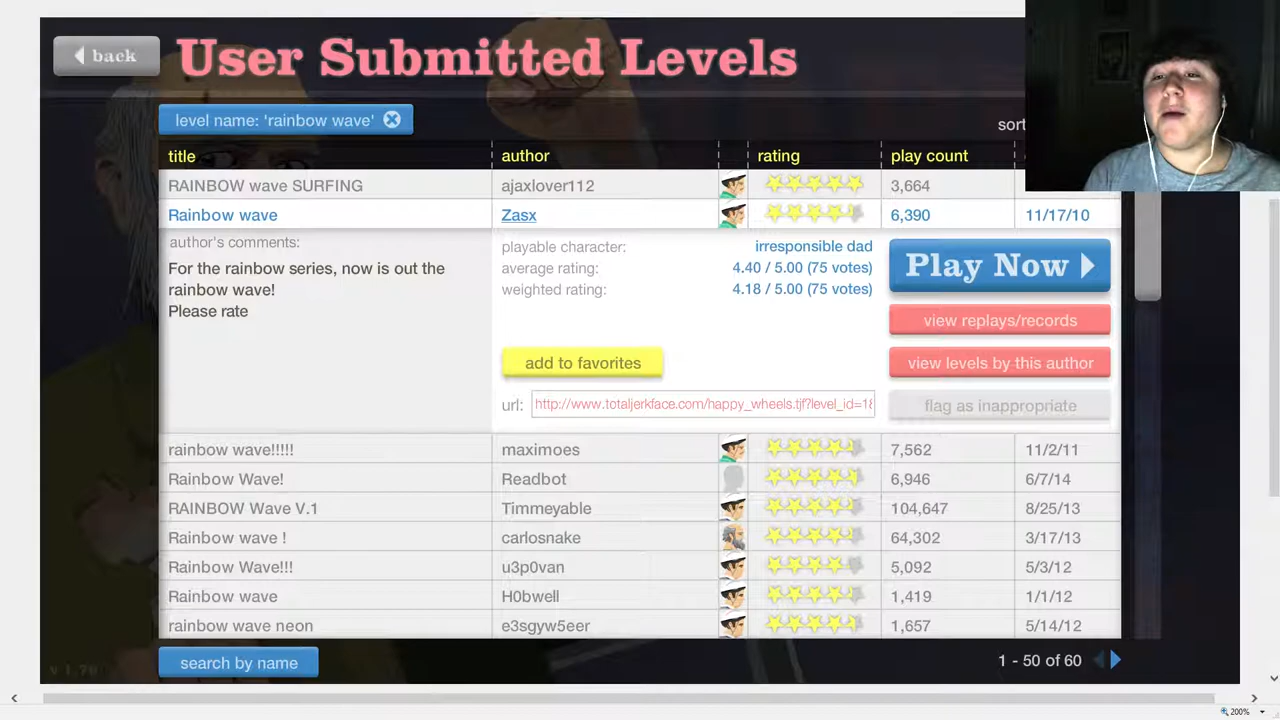 back
User Submitted Levels
level name: 'rainbow wave'
sort
title author rating play count
RAINBOW wave SURFING ajaxlover112 3,664
Rainbow wave Zasx 6,390 11/17/10
author's comments:
For the rainbow series, now is out the
rainbow wave!
Please rate
playable character: irresponsible dad
average rating: 4.40 / 5.00 (75 votes)
weighted rating: 4.18 / 5.00 (75 votes)
Play Now
view replays/records
add to favorites
view levels by this author
url: http://www.totaljerkface.com/happy_wheels.tjf?level_id=18
flag as inappropriate
rainbow wave!!!!! maximoes 7,562 11/2/11
Rainbow Wave! Readbot 6,946 6/7/14
RAINBOW Wave V.1 Timmeyable 104,647 8/25/13
Rainbow wave ! carlosnake 64,302 3/17/13
Rainbow Wave!!! u3p0van 5,092 5/3/12
Rainbow wave H0bwell 1,419 1/1/12
rainbow wave neon e3sgyw5eer 1,657 5/14/12
v 1.78
search by name
1 - 50 of 60
200%